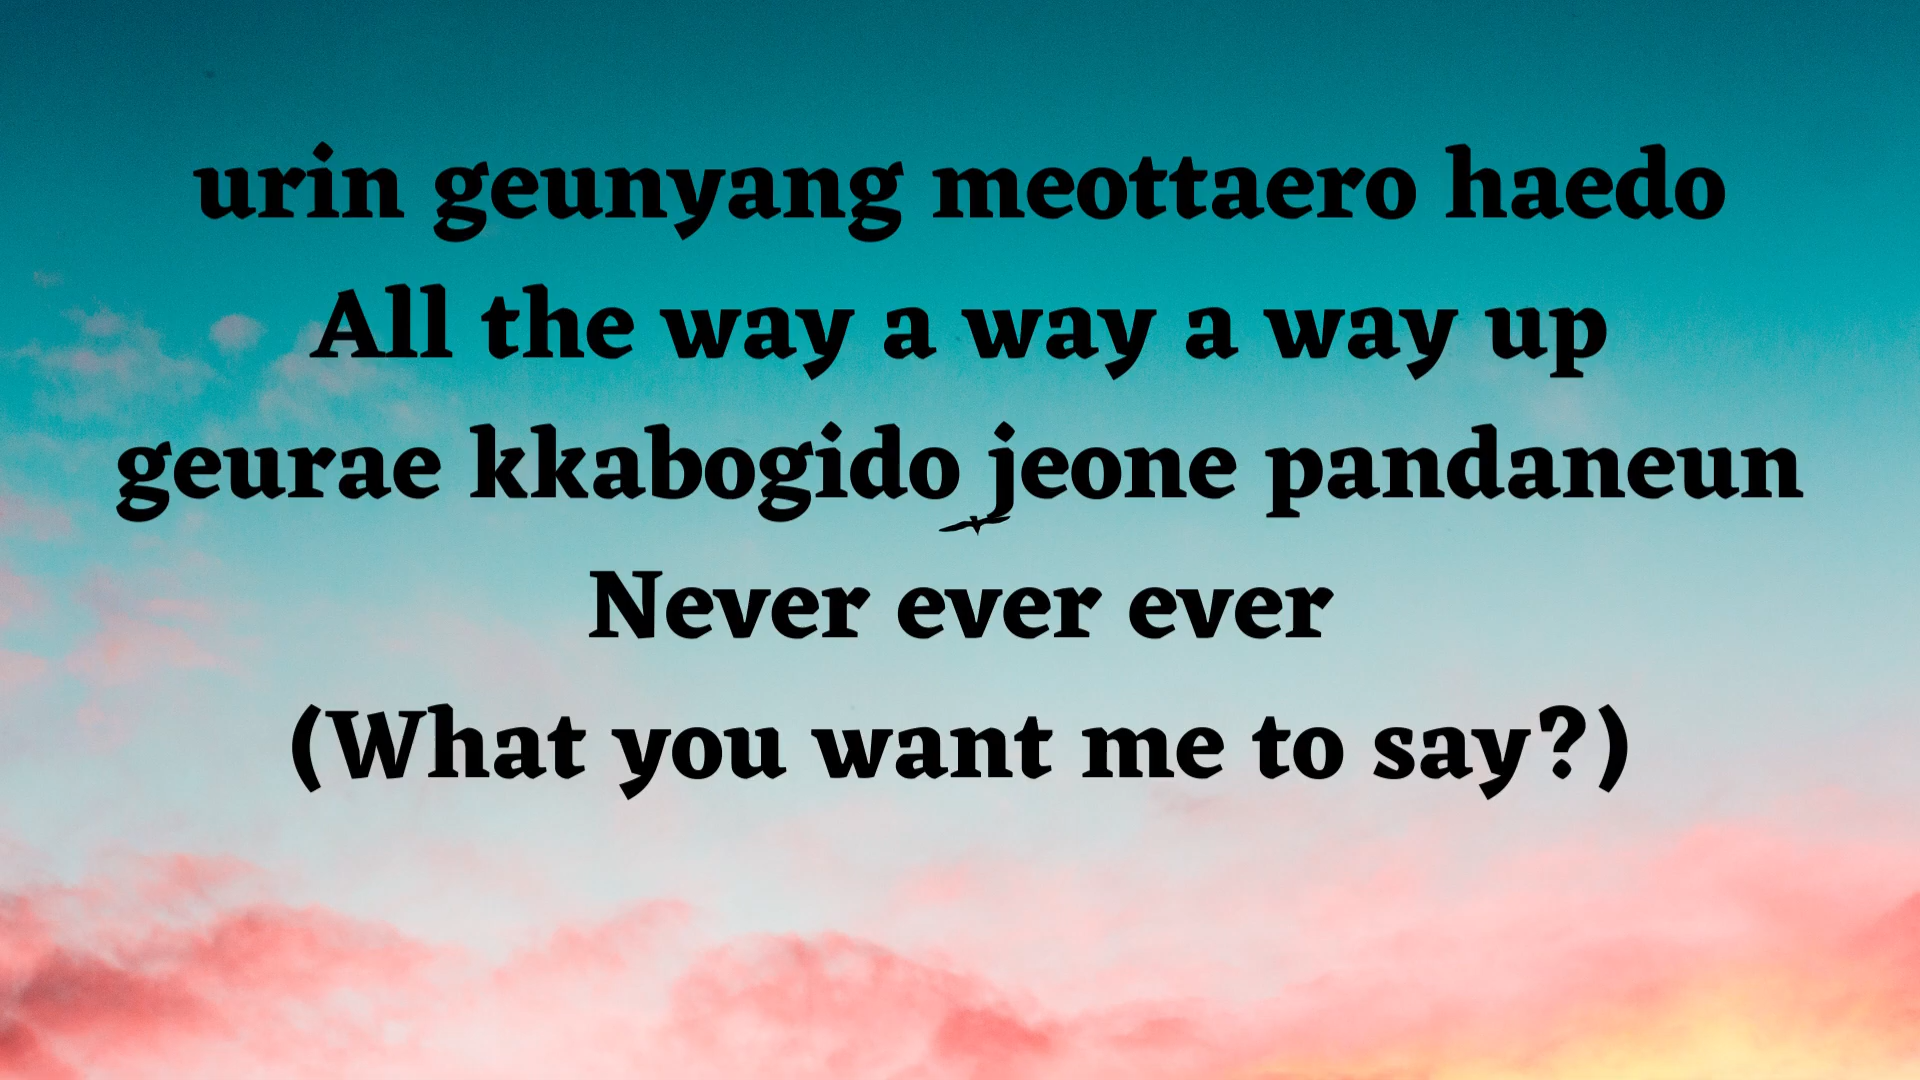 urin geunyang meottaero haedo
All the way a way a way up
geurae kkabogido jeone pandaneun
Never ever ever
(What you want me to say?)